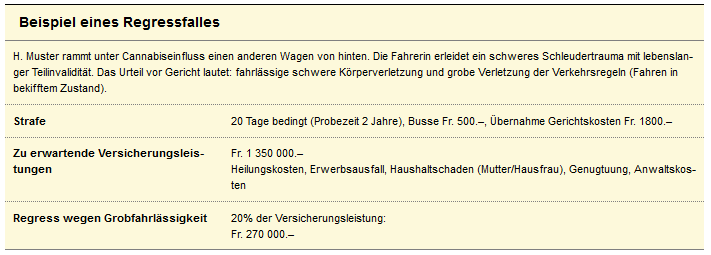 Beispiel eines Regressfalles
H. Muster rammt unter Cannabiseinfluss einen anderen Wagen von hinten. Die Fahrerin erleidet ein schweres Schleudertrauma mit lebenslan-
ger Teilinvalidität. Das Urteil vor Gericht lautet: fahrlässige schwere Körperverletzung und grobe Verletzung der Verkehrsregeln (Fahren in
bekifftem Zustand).
Strafe
20 Tage bedingt (Probezeit 2 Jahre), Busse Fr. 500.–, Übernahme Gerichtskosten Fr. 1800.–
Zu erwartende Versicherungsleis-
tungen
Fr. 1 350 000.–
Heilungskosten, Erwerbsausfall, Haushaltschaden (Mutter/Hausfrau), Genugtuung, Anwaltskos-
ten
Regress wegen Grobfahrlässigkeit
20% der Versicherungsleistung:
Fr. 270 000.–